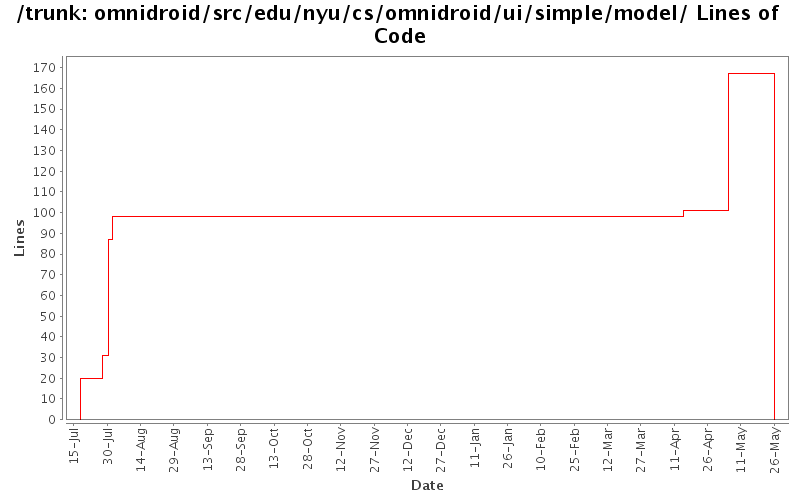 /trunk: omnidroid/src/edu/nyu/cs/omnidroid/ui/simple/model/ Lines of
Code
170
160
150
140
130
120
110
100
90
80
70
60
50
40
30
20
10
0
Lines
15-Jul
30-Jul
14-Aug
29-Aug
13-Sep
28-Sep
13-Oct
28-Oct
12-Nov
27-Nov
12-Dec
27-Dec
11-Jan
26-Jan
10-Feb
25-Feb
12-Mar
27-Mar
11-Apr
26-Apr
11-May
26-May
Date